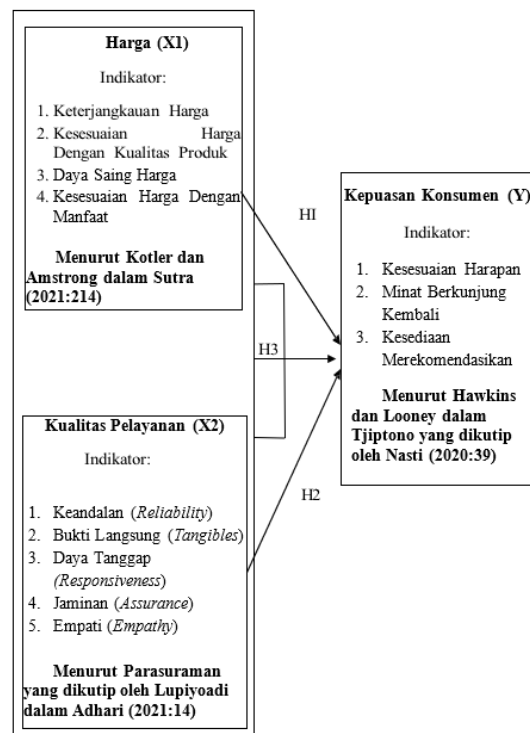 Harga (X1)
Indikator:
1. Keterjangkauan Harga
2. Kesesuaian Harga
Dengan Kualitas Produk
3. Daya Saing Harga
4. Kesesuaian Harga Dengan
Manfaat
Menurut Kotler dan
Amstrong dalam Sutra
(2021:214)
Kualitas Pelayanan (X2)
Indikator:
1. Keandalan (Reliability)
2. Bukti Langsung (Tangibles)
3. Daya Tanggap
(Responsiveness)
4. Jaminan (Assurance)
5. Empati (Empathy)
Menurut Parasuraman
yang dikutip oleh Lupiyoadi
dalam Adhari (2021:14)
HI
H3
H2
Kepuasan Konsumen (Y)
Indikator:
1. Kesesuaian Harapan
2. Minat Berkunjung
Kembali
3. Kesediaan
Merekomendasikan
Menurut Hawkins
dan Looney dalam
Tjiptono yang dikutip
oleh Nasti (2020:39)